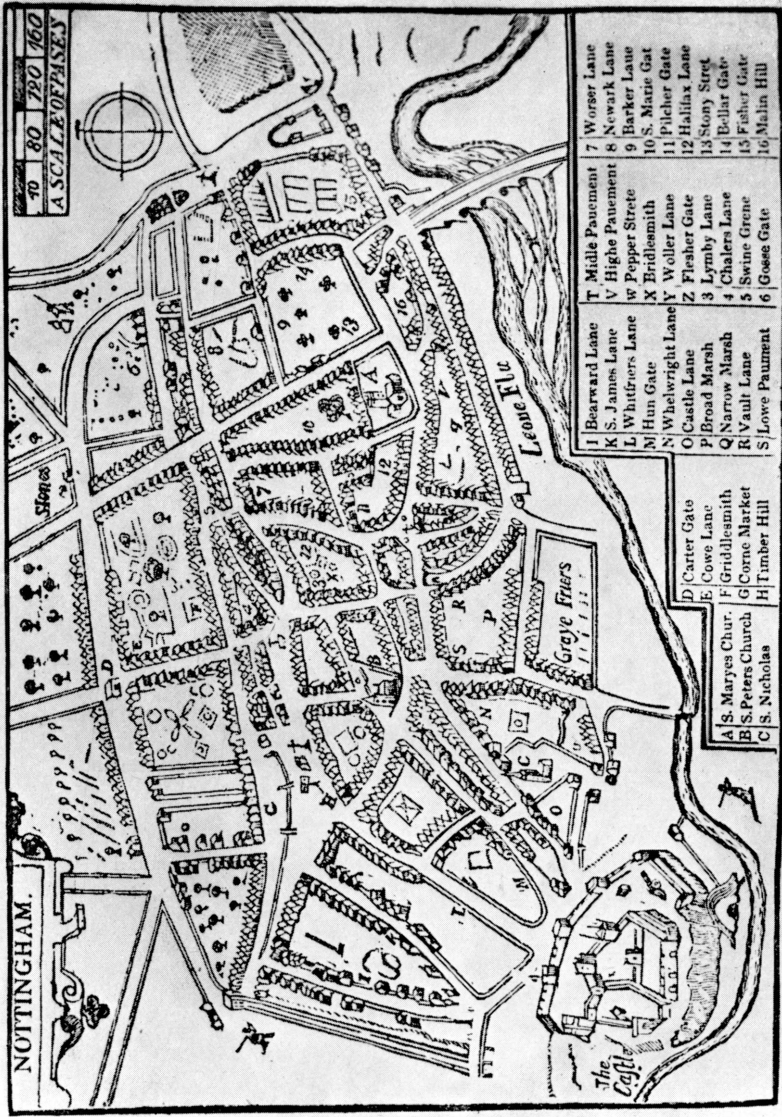 NOTTINGHAM.
10 80 120 160
A SCALE OF PASES
Stones
Leone Flu
Graye Friers
The Castle
A S. Maryes Chur.
B S. Peters Church
C S. Nicholas
D Carter Gate
E Cowe Lane
F Griddlesmith
G Corne Market
H Timber Hill
I Bearward Lane
K S. James Lane
L Whitfriers Lane
M Hun Gate
N Whelwright Lane
O Castle Lane
P Broad Marsh
Q Narrow Marsh
R Vault Lane
S Lowe Paument
T Midle Pauement
V Highe Pauement
W Pepper Strete
X Bridlesmith
Y Woller Lane
Z Flesher Gate
3 Lymby Lane
4 Chalera Lane
5 Swine Grene
6 Gosse Gate
7 Worser Lane
8 Newark Lane
9 Barker Laue
10 S. Marie Gat
11 Pilcher Gate
12 Halifax Lane
13 Stony Stret
14 Bellar Gate
15 Fisher Gate
16 Malin Hill